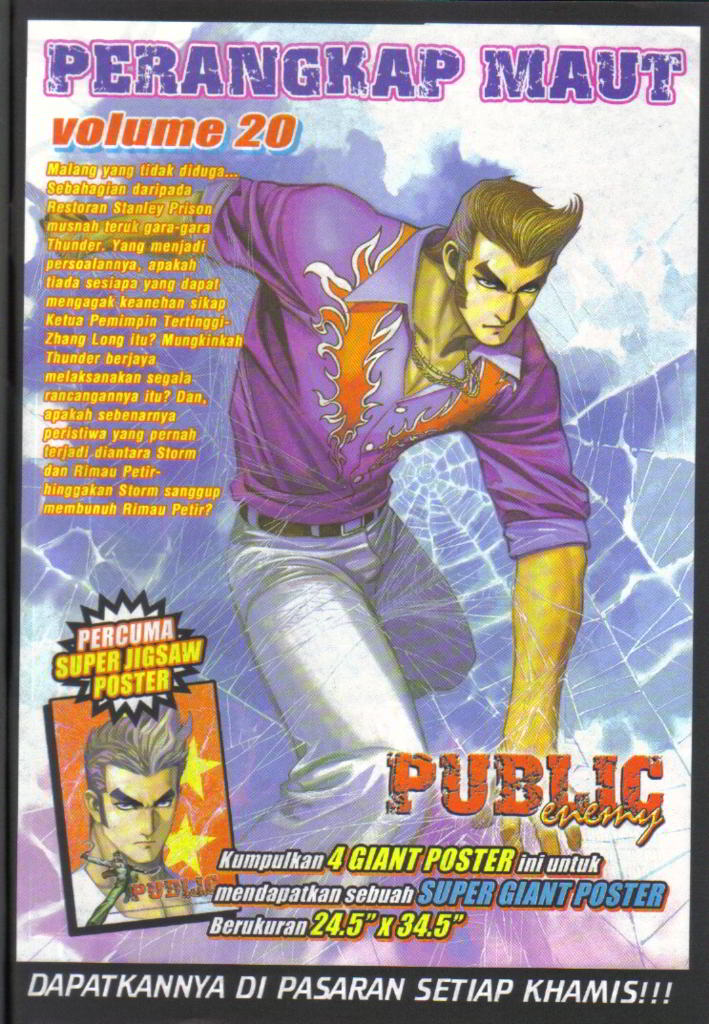 PERANGKAP MAUT
volume 20
Malang yang tidak diduga...
Sebahagian daripada
Restoran Stanley Prison
musnah teruk gara-gara
Thunder. Yang menjadi
persoalannya, apakah
tiada sesiapa yang dapat
mengagak keanehan sikap
Ketua Pemimpin Tertinggi-
Zhang Long itu? Mungkinkah
Thunder berjaya
melaksanakan segala
rancangannya itu? Dan,
apakah sebenarnya
peristiwa yang pernah
terjadi diantara Storm
dan Rimau Petir-
hinggakan Storm sanggup
membunuh Rimau Petir?
PERCUMA
SUPER JIGSAW
POSTER
PUBLIC
PUBLIC
enemy
Kumpulkan 4 GIANT POSTER ini untuk
mendapatkan sebuah SUPER GIANT POSTER
Berukuran 24.5" x 34.5"
DAPATKANNYA DI PASARAN SETIAP KHAMIS!!!